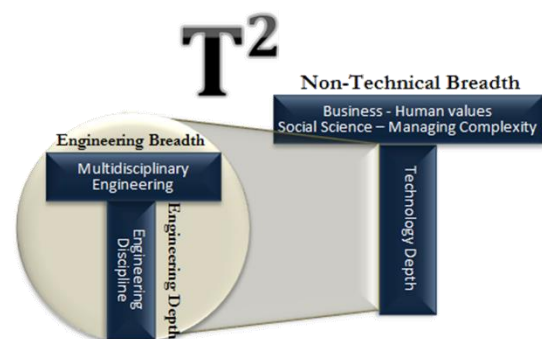 T²
Non-Technical Breadth
Business - Human values
Social Science – Managing Complexity
Engineering Breadth
Multidisciplinary
Engineering
Engineering
Discipline
Engineering Depth
Technology Depth